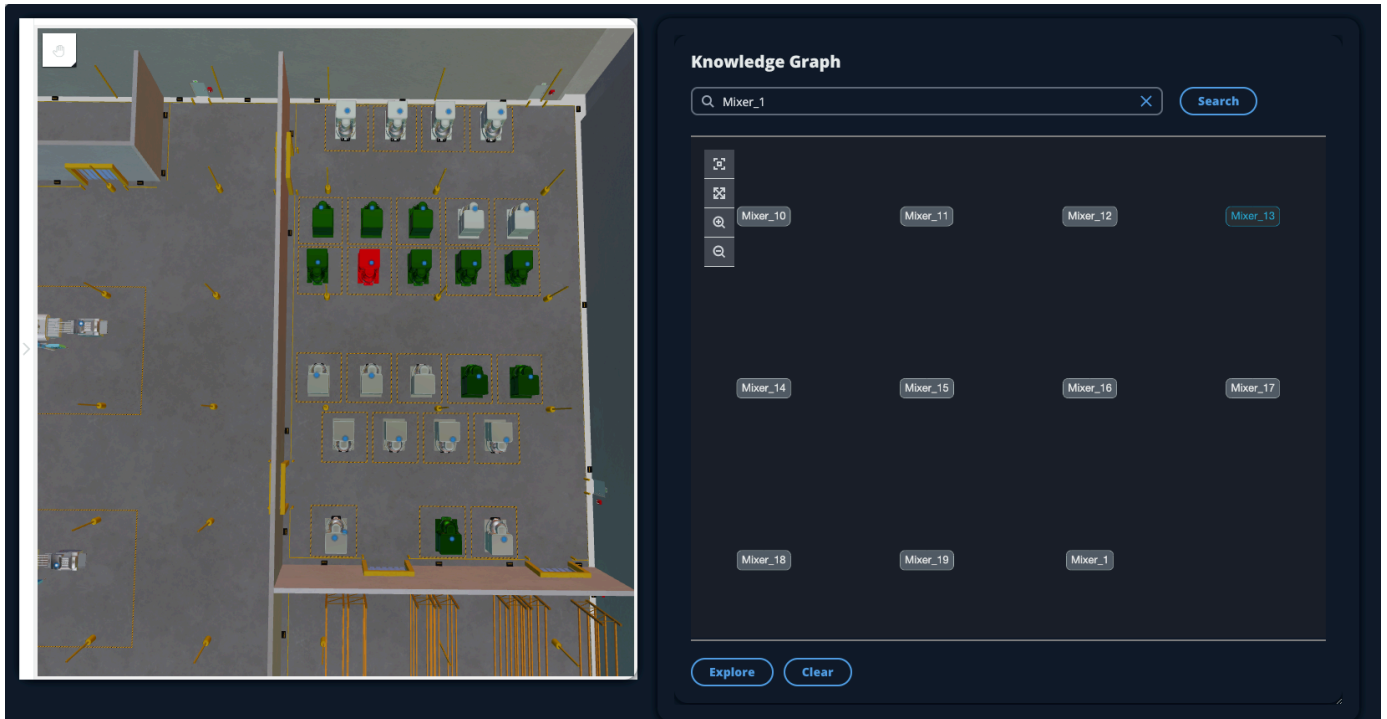 Knowledge Graph
Mixer_1
Search
Mixer_10
Mixer_11
Mixer_12
Mixer_13
Mixer_14
Mixer_15
Mixer_16
Mixer_17
Mixer_18
Mixer_19
Mixer_1
Explore
Clear